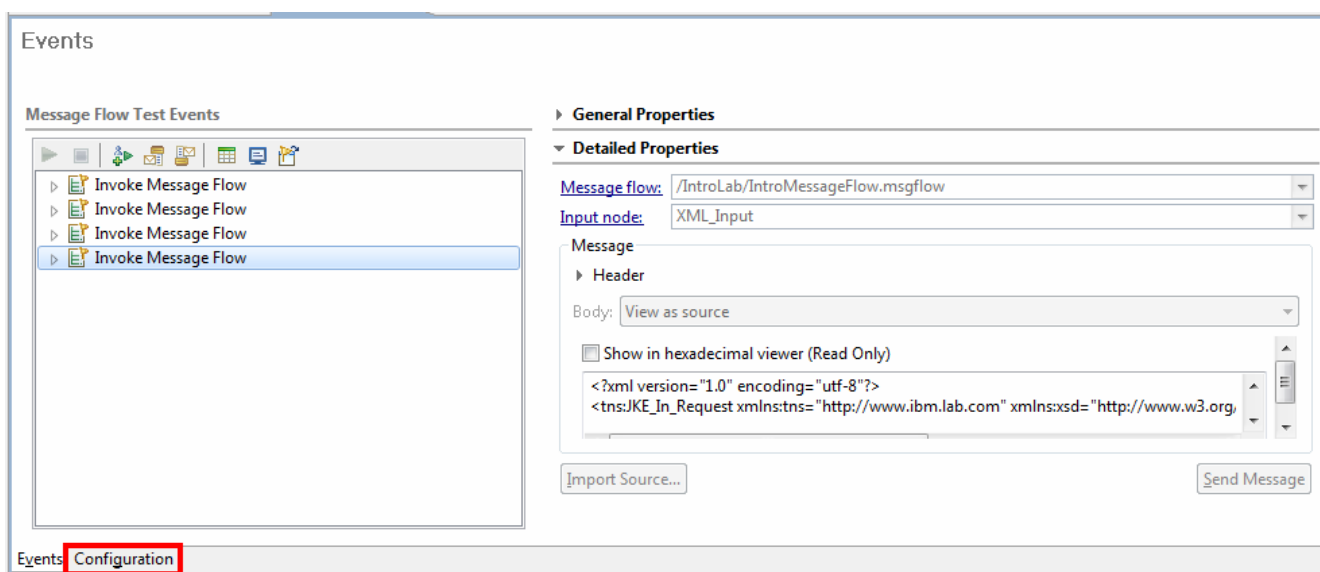 Events
Message Flow Test Events
Invoke Message Flow
Invoke Message Flow
Invoke Message Flow
Invoke Message Flow
General Properties
Detailed Properties
Message flow: /IntroLab/IntroMessageFlow.msgflow
Input node: XML_Input
Message
Header
Body: View as source
Show in hexadecimal viewer (Read Only)
<?xml version="1.0" encoding="utf-8"?>
<tns:JKE_In_Request xmlns:tns="http://www.ibm.lab.com" xmlns:xsd="http://www.w3.org/
Import Source... Send Message
Events Configuration